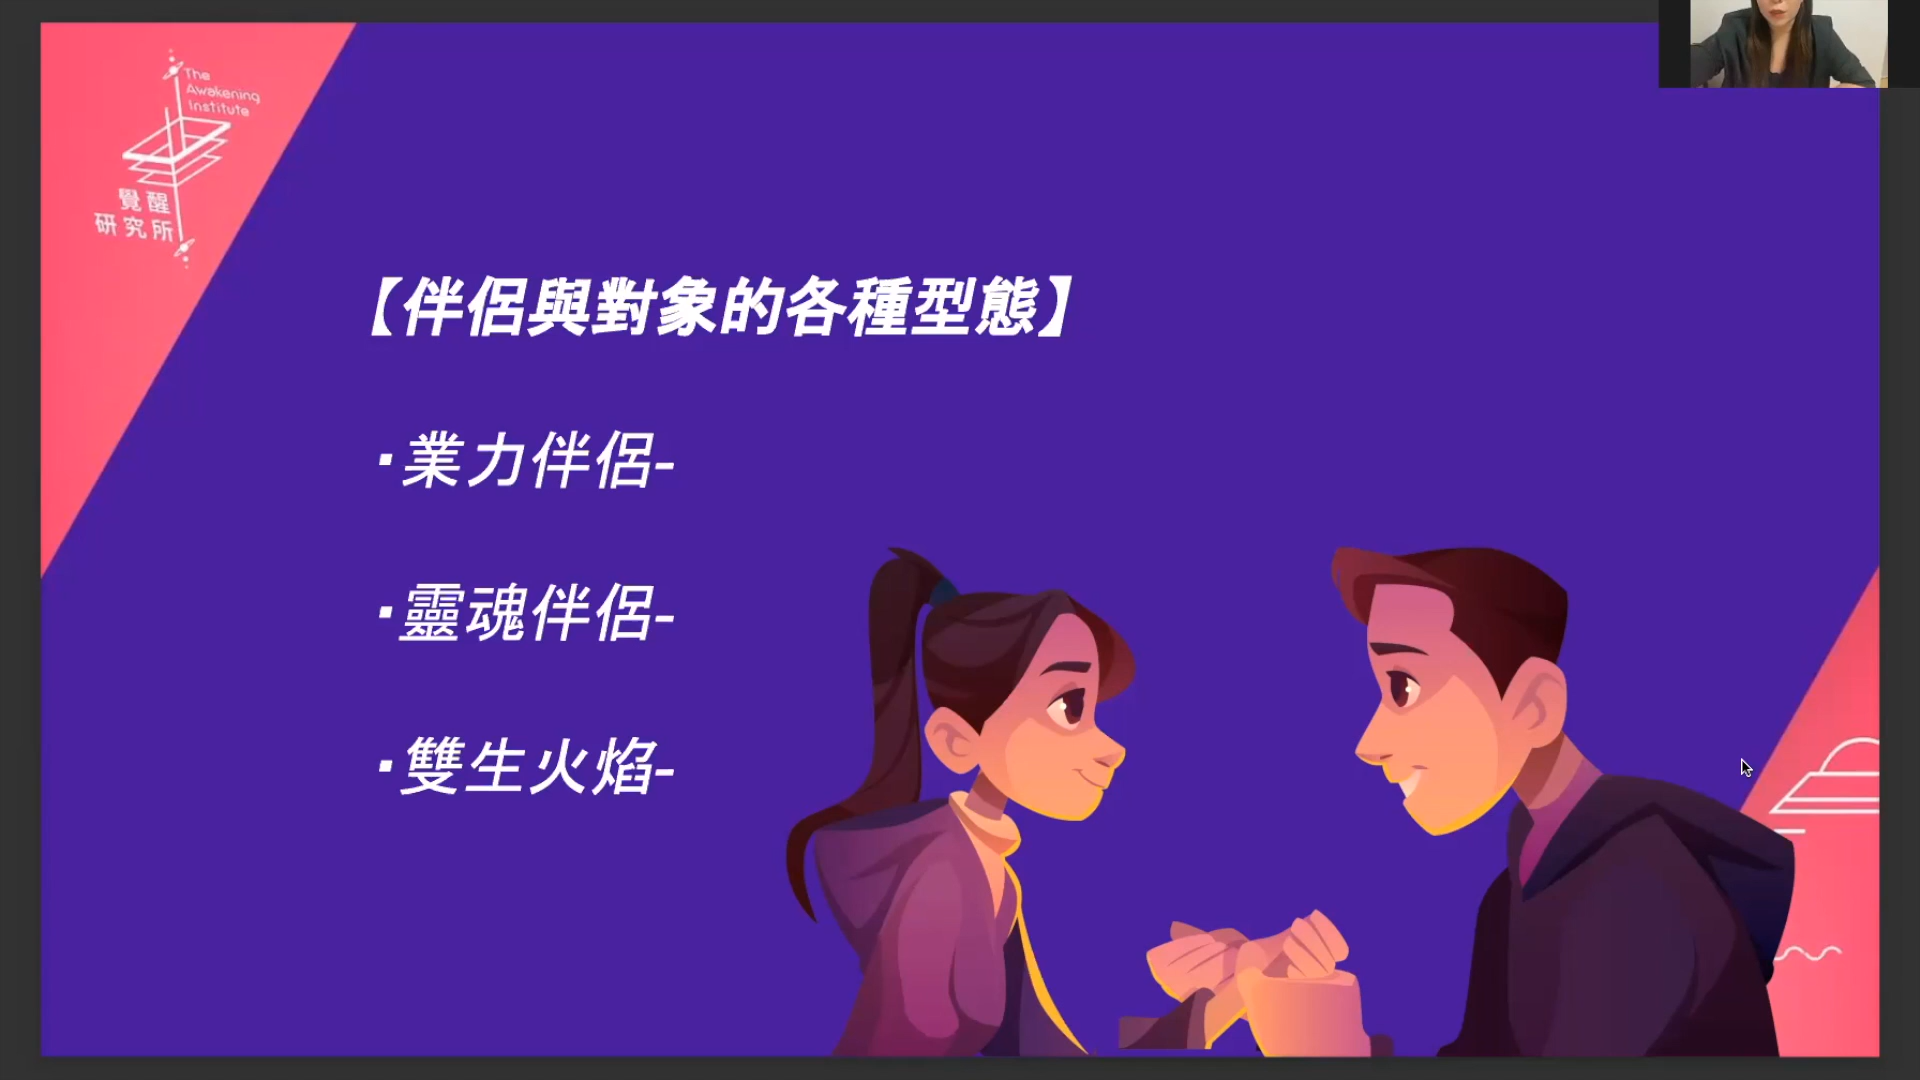 The
Awakening
Institute
覺醒
研究所
【伴侶與對象的各種型態】
·業力伴侶-
·靈魂伴侶-
·雙生火焰-